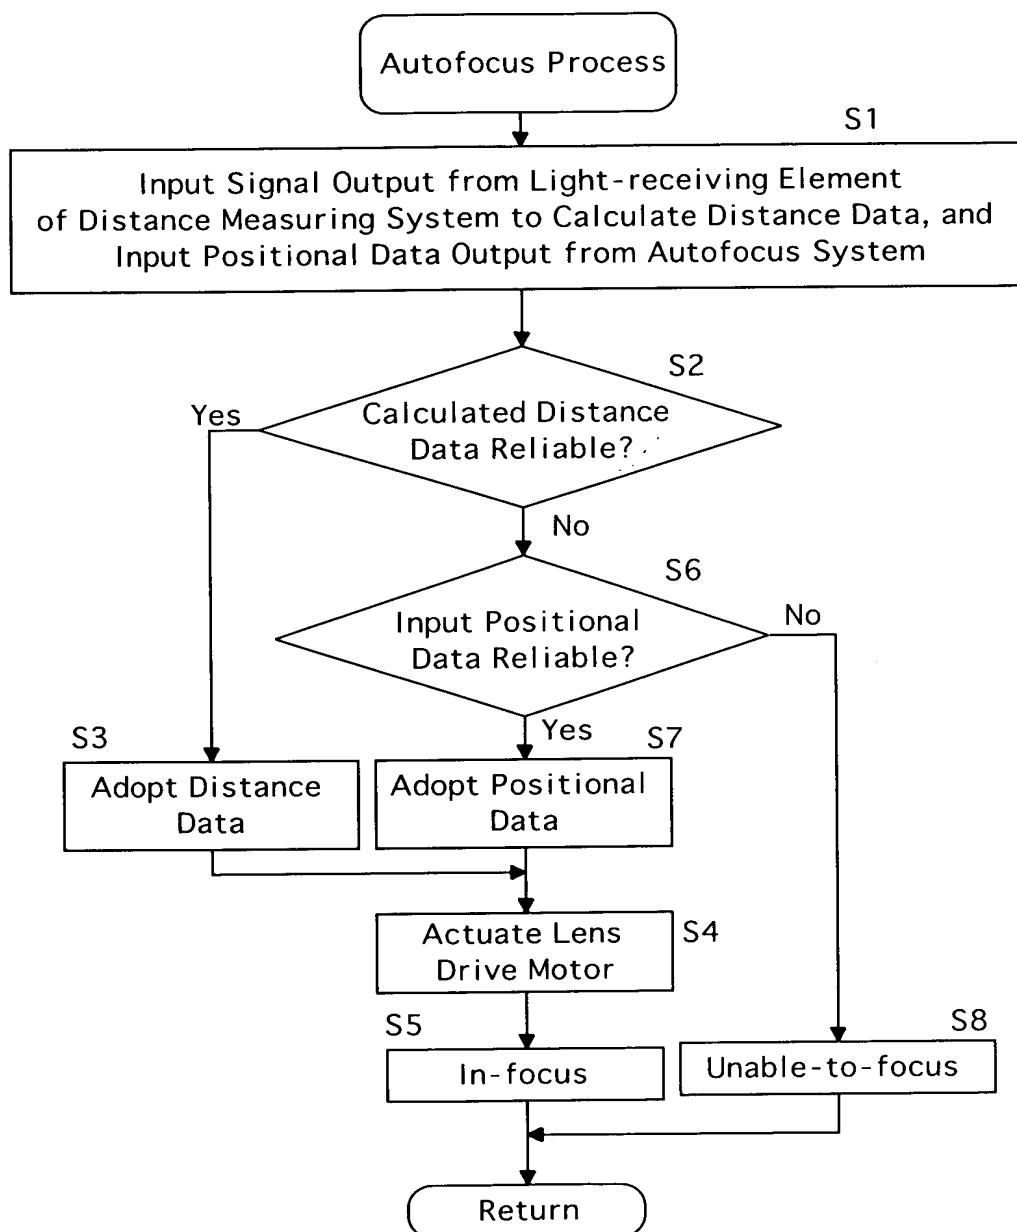 Autofocus Process
S1
Input Signal Output from Light-receiving Element
of Distance Measuring System to Calculate Distance Data, and
Input Positional Data Output from Autofocus System
S2
Yes
Calculated Distance
Data Reliable?
No
S6
Input Positional
Data Reliable?
No
Yes
S3
S7
Adopt Distance
Data
Adopt Positional
Data
Actuate Lens
Drive Motor
S4
S5
S8
In-focus
Unable-to-focus
Return